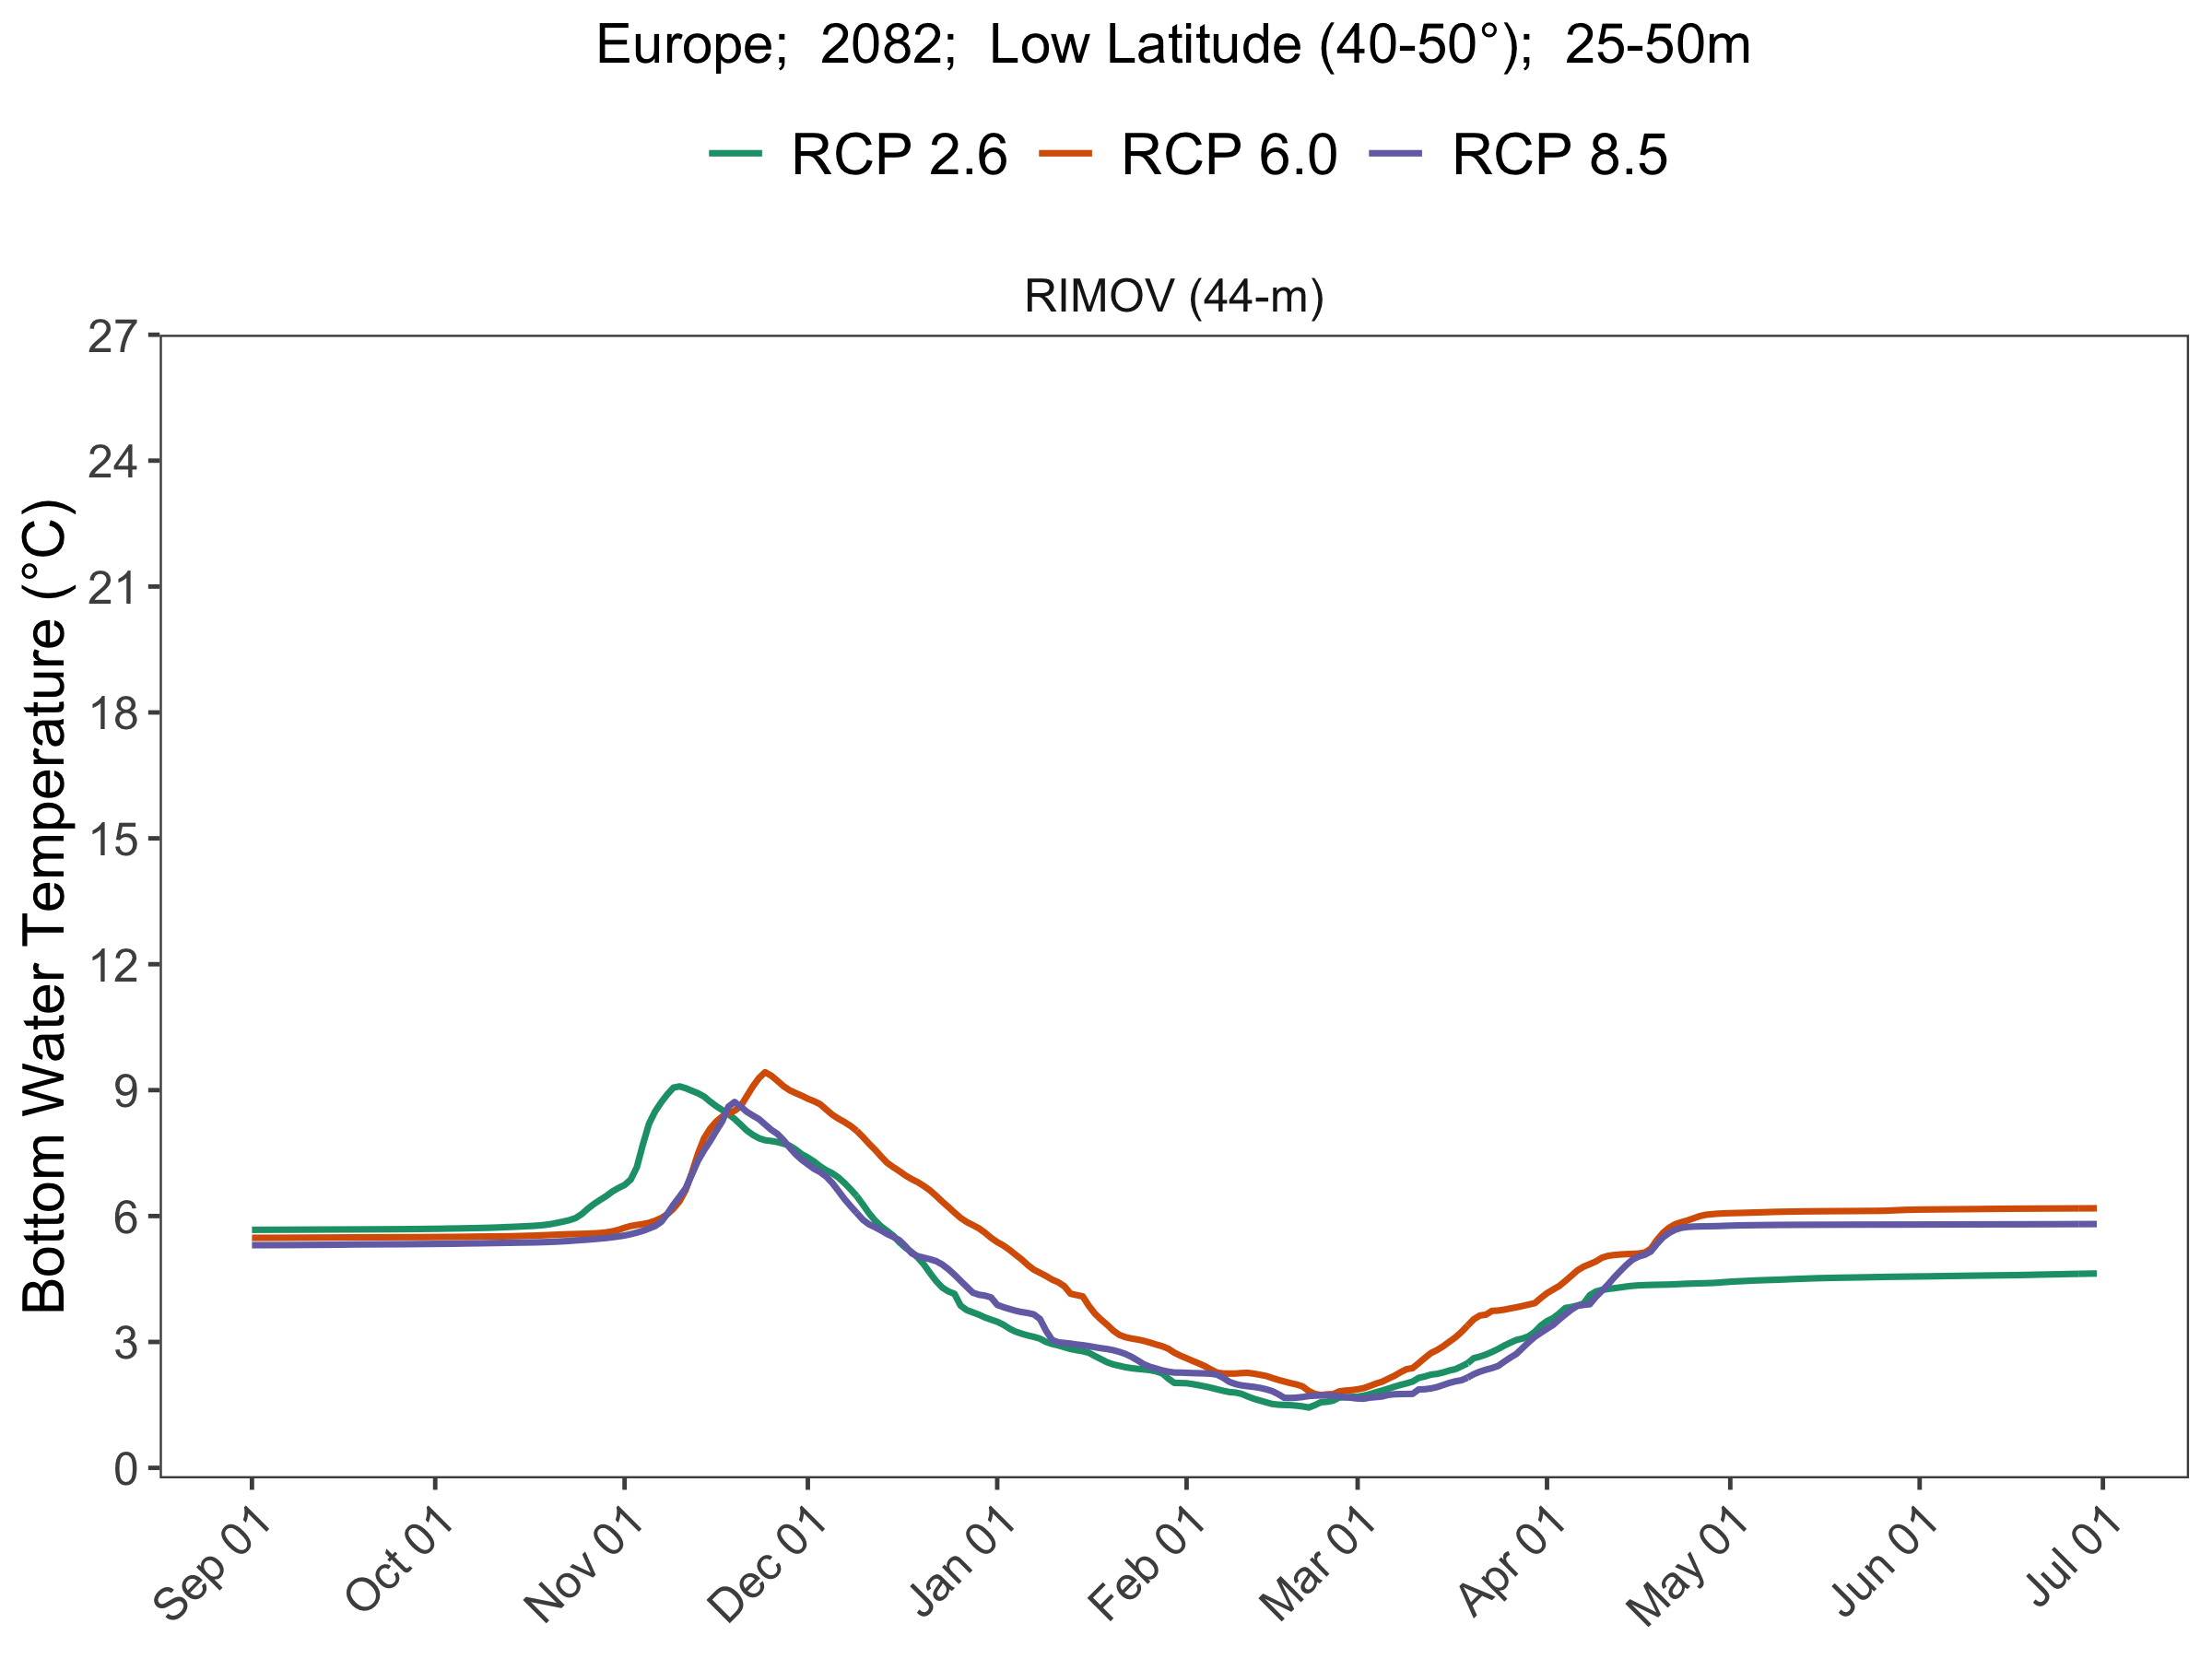 Europe; 2082; Low Latitude (40-50°); 25-50m
RCP 2.6 RCP 6.0 RCP 8.5
RIMOV (44-m)
Bottom Water Temperature (°C)
27
24
21
18
15
12
9
6
3
0
Sep 01 Oct 01 Nov 01 Dec 01 Jan 01 Feb 01 Mar 01 Apr 01 May 01 Jun 01 Jul 01